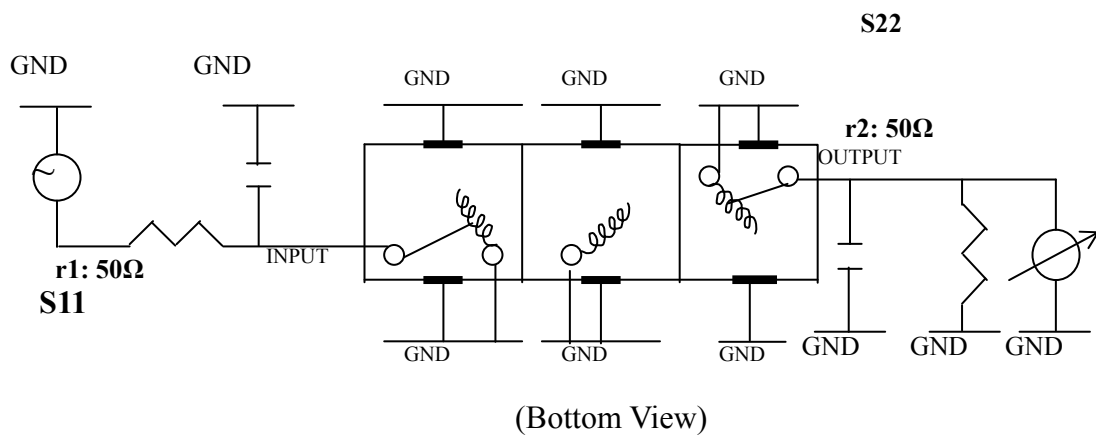 S22
GND
GND
GND
GND
GND
r2: 50Ω
OUTPUT
INPUT
r1: 50Ω
S11
GND
GND
GND
GND
GND
GND
(Bottom View)